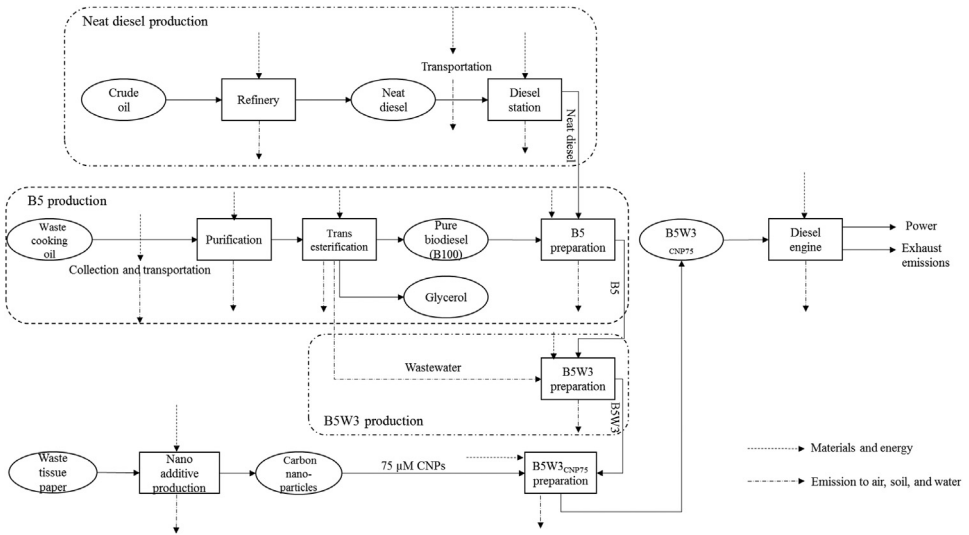 Neat diesel production
Transportation
Crude
oil
Refinery
Neat
diesel
Diesel
station
Neat diesel
B5 production
Waste
cooking
oil
Collection and transportation
Purification
Trans
esterification
Pure
biodiesel
(B100)
Glycerol
B5
preparation
B5
B5W3
CNP75
Diesel
engine
Power
Exhaust
emissions
Wastewater
B5W3
preparation
B5W3
B5W3 production
Waste
tissue
paper
Nano
additive
production
Carbon
nano-
particles
75 µM CNPs
B5W3CNP75
preparation
Materials and energy
Emission to air, soil, and water